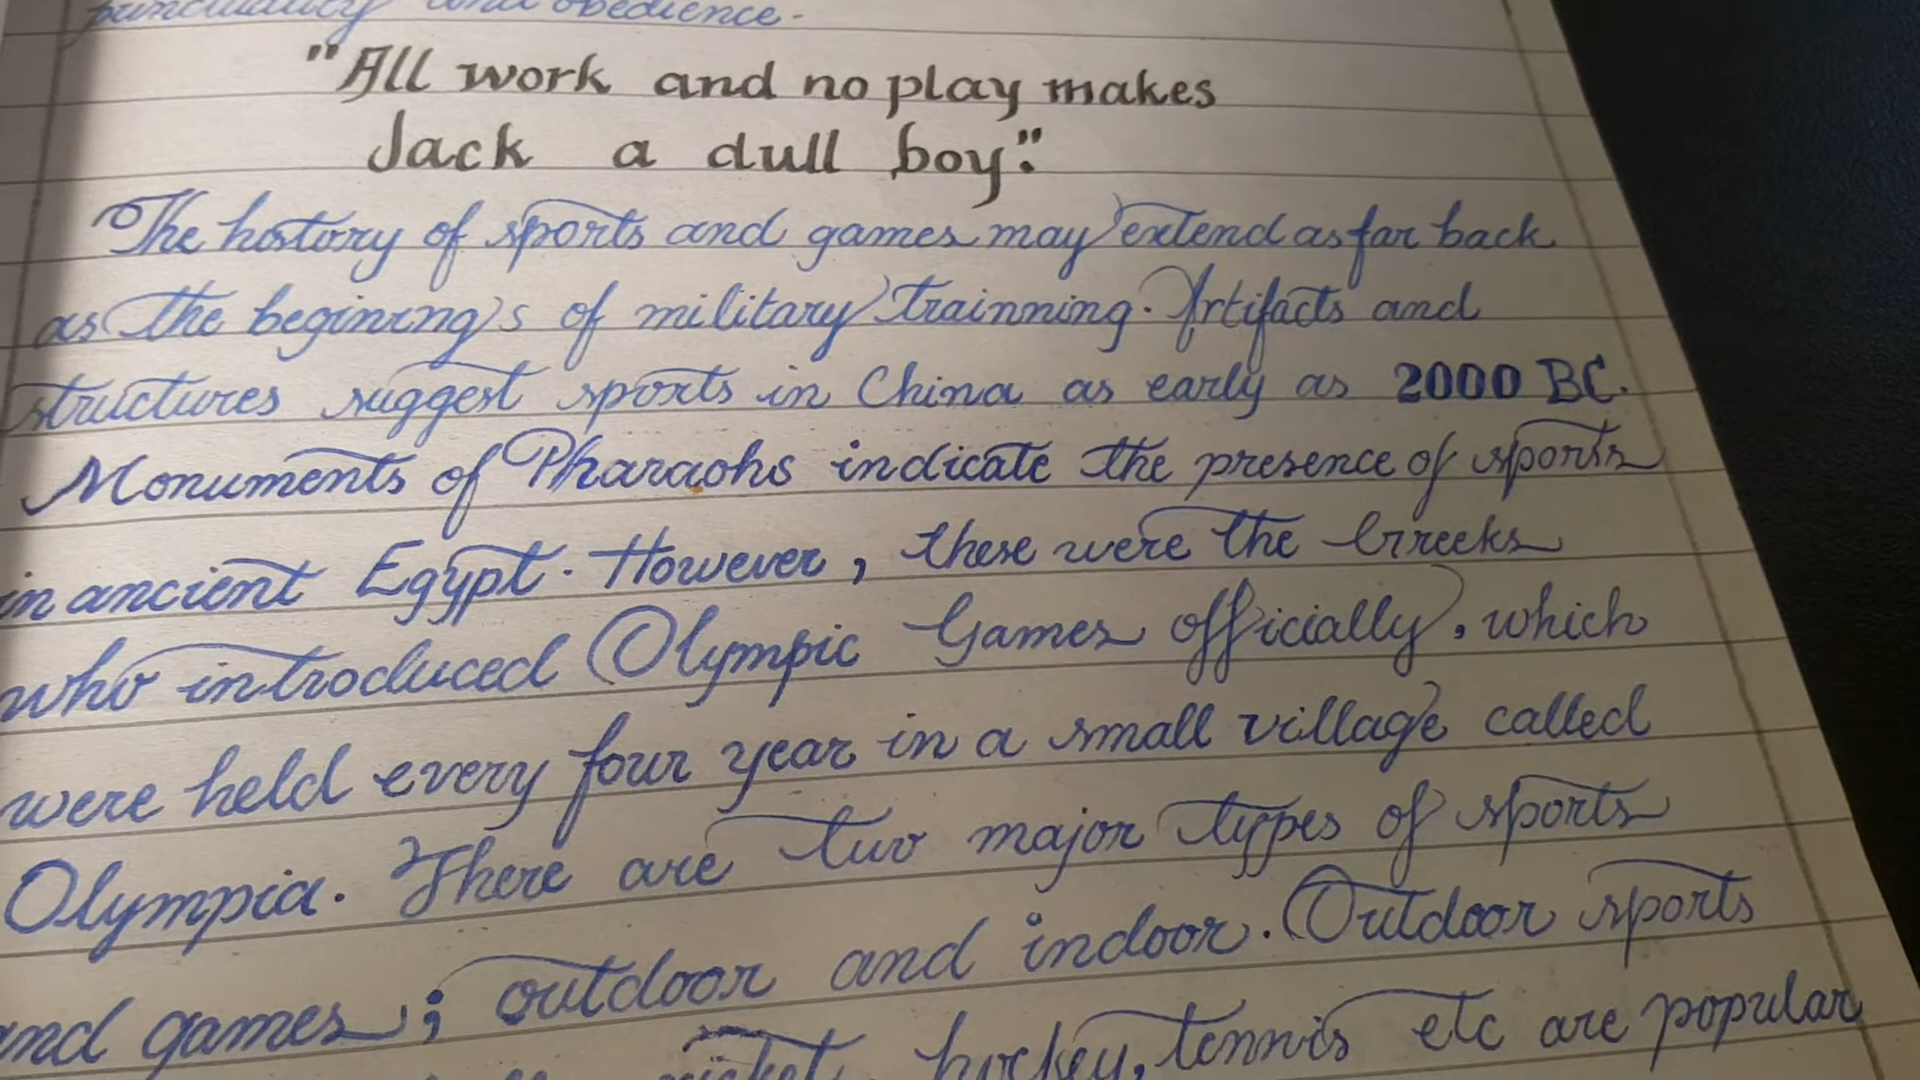 punctuality and obedience.
"All work and no play makes
Jack a dull boy."
The history of sports and games may extend as far back
as the begining's of military trainning. Artifacts and
structures suggest sports in China as early as 2000 BC.
Monuments of Pharaohs indicate the presence of sports
in ancient Egypt. However, these were the Greeks
who introduced Olympic Games officially, which
were held every four year in a small village called
Olympia. There are two major types of sports
and games; outdoor and indoor. Outdoor sports
cricket, hockey, tennis etc are popular